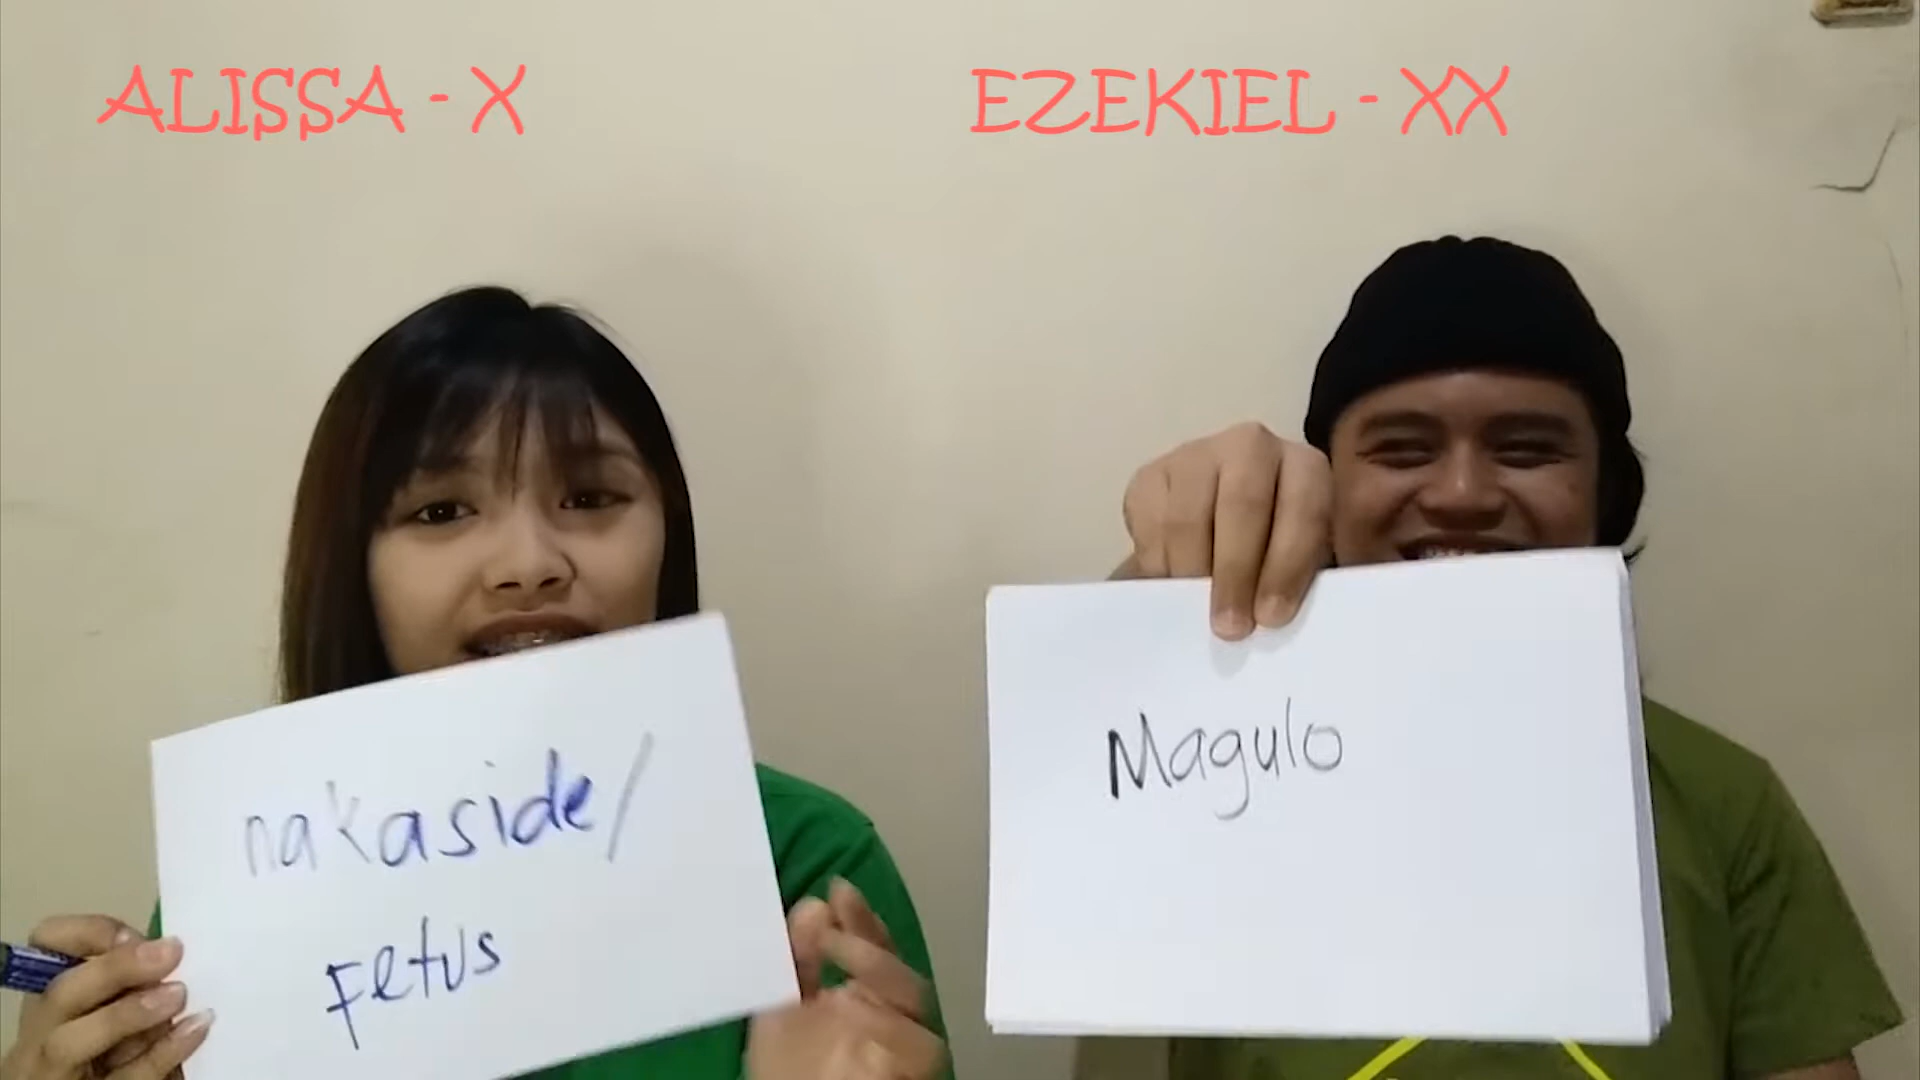 ALISSA - X
EZEKIEL - XX
nakaside/
Fetus
Magulo